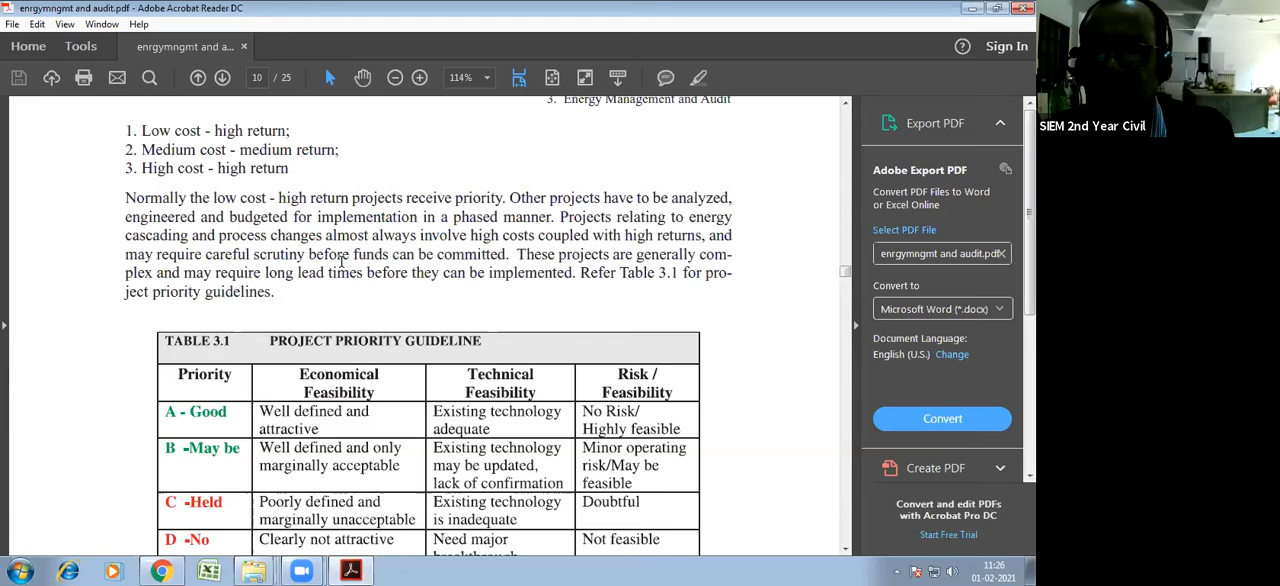 enrgymngmt and audit.pdf - Adobe Acrobat Reader DC
File Edit View Window Help
Home Tools enrgymngmt and a... × Sign In
10 / 25 114%
3. Energy Management and Audit
1. Low cost - high return;
2. Medium cost - medium return;
3. High cost - high return
Normally the low cost - high return projects receive priority. Other projects have to be analyzed,
engineered and budgeted for implementation in a phased manner. Projects relating to energy
cascading and process changes almost always involve high costs coupled with high returns, and
may require careful scrutiny before funds can be committed. These projects are generally com-
plex and may require long lead times before they can be implemented. Refer Table 3.1 for pro-
ject priority guidelines.
TABLE 3.1 PROJECT PRIORITY GUIDELINE
Priority Economical Feasibility Technical Feasibility Risk / Feasibility
A - Good Well defined and attractive Existing technology adequate No Risk/ Highly feasible
B -May be Well defined and only marginally acceptable Existing technology may be updated, lack of confirmation Minor operating risk/May be feasible
C -Held Poorly defined and marginally unacceptable Existing technology is inadequate Doubtful
D -No Clearly not attractive Need major breakthrough Not feasible
Export PDF
Adobe Export PDF
Convert PDF Files to Word
or Excel Online
Select PDF File
enrgymngmt and audit.pdf
Convert to
Microsoft Word (*.docx)
Document Language:
English (U.S.) Change
Convert
Create PDF
Convert and edit PDFs
with Acrobat Pro DC
Start Free Trial
SIEM 2nd Year Civil
11:26
01-02-2021